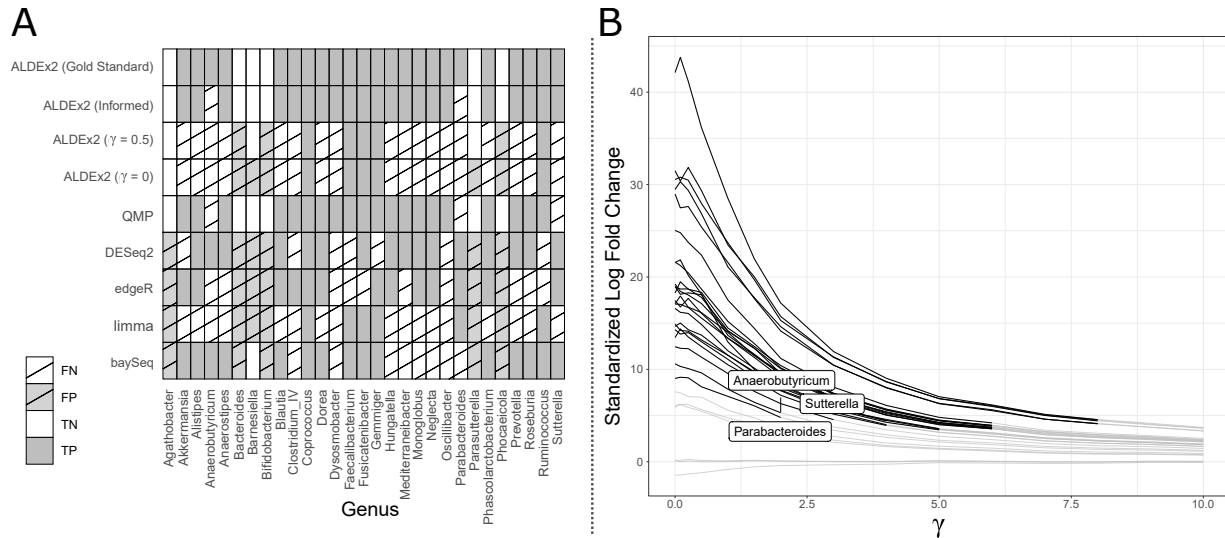 A
ALDEx2 (Gold Standard)
ALDEx2 (Informed)
ALDEx2 (γ = 0.5)
ALDEx2 (γ = 0)
QMP
DESeq2
edgeR
limma
baySeq
FN
FP
TN
TP
Agathobacter
Akkermansia
Alistipes
Anaerobutyricum
Anaerostipes
Bacteroides
Barnesiella
Bifidobacterium
Blautia
Clostridium_IV
Coprococcus
Dorea
Dysosmobacter
Faecalibacterium
Fusicatenibacter
Gemmiger
Hungatella
Mediterraneibacter
Monoglobus
Neglecta
Oscillibacter
Parabacteroides
Parasutterella
Phascolarctobacterium
Phocaeicola
Prevotella
Roseburia
Ruminococcus
Sutterella
Genus
B
Standardized Log Fold Change
40
30
20
10
0
Anaerobutyricum
Sutterella
Parabacteroides
0.0
2.5
5.0
7.5
10.0
γ